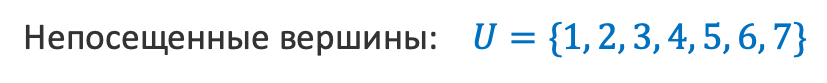 Непосещенные вершины: U = {1, 2, 3, 4, 5, 6, 7}